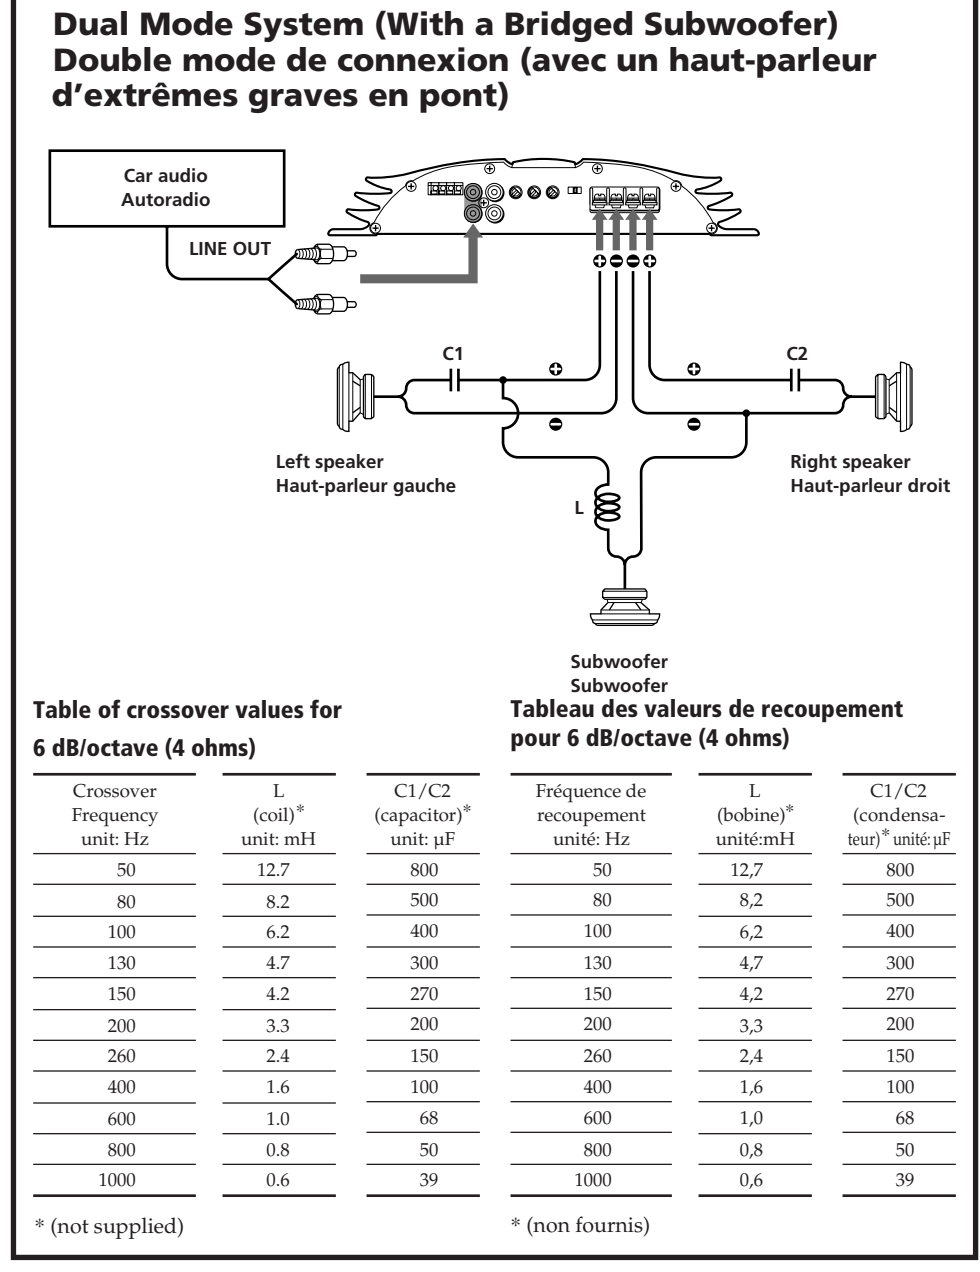 Dual Mode System (With a Bridged Subwoofer)
Double mode de connexion (avec un haut-parleur
d'extrêmes graves en pont)
Car audio
Autoradio
LINE OUT
C1
C2
Left speaker
Haut-parleur gauche
Right speaker
Haut-parleur droit
L
Subwoofer
Subwoofer
Table of crossover values for
6 dB/octave (4 ohms)
Crossover L C1/C2
Frequency (coil)* (capacitor)*
unit: Hz unit: mH unit: µF
50 12.7 800
80 8.2 500
100 6.2 400
130 4.7 300
150 4.2 270
200 3.3 200
260 2.4 150
400 1.6 100
600 1.0 68
800 0.8 50
1000 0.6 39
* (not supplied)
Tableau des valeurs de recoupement
pour 6 dB/octave (4 ohms)
Fréquence de L C1/C2
recoupement (bobine)* (condensa-
unité: Hz unité:mH teur)* unité: µF
50 12,7 800
80 8,2 500
100 6,2 400
130 4,7 300
150 4,2 270
200 3,3 200
260 2,4 150
400 1,6 100
600 1,0 68
800 0,8 50
1000 0,6 39
* (non fournis)